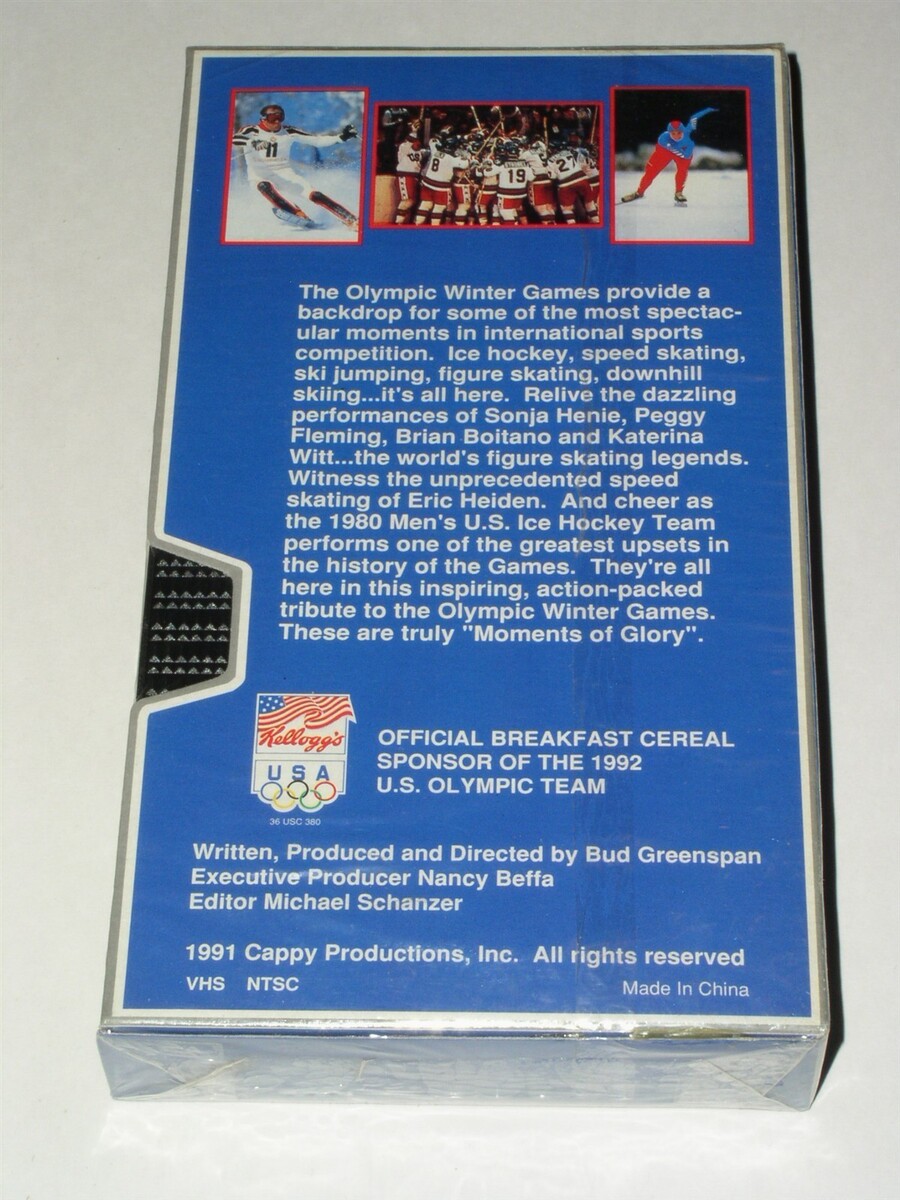 11
8
19
27
The Olympic Winter Games provide a
backdrop for some of the most spectac-
ular moments in international sports
competition. Ice hockey, speed skating,
ski jumping, figure skating, downhill
skiing...it's all here. Relive the dazzling
performances of Sonja Henie, Peggy
Fleming, Brian Boitano and Katerina
Witt...the world's figure skating legends.
Witness the unprecedented speed
skating of Eric Heiden. And cheer as
the 1980 Men's U.S. Ice Hockey Team
performs one of the greatest upsets in
the history of the Games. They're all
here in this inspiring, action-packed
tribute to the Olympic Winter Games.
These are truly "Moments of Glory".
Kellogg's
USA
36 USC 380
OFFICIAL BREAKFAST CEREAL
SPONSOR OF THE 1992
U.S. OLYMPIC TEAM
Written, Produced and Directed by Bud Greenspan
Executive Producer Nancy Beffa
Editor Michael Schanzer
1991 Cappy Productions, Inc. All rights reserved
VHS NTSC
Made In China